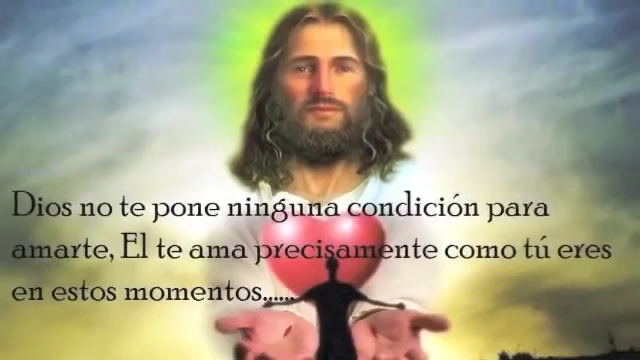 Dios no te pone ninguna condición para
amarte, El te ama precisamente como tú eres
en estos momentos......